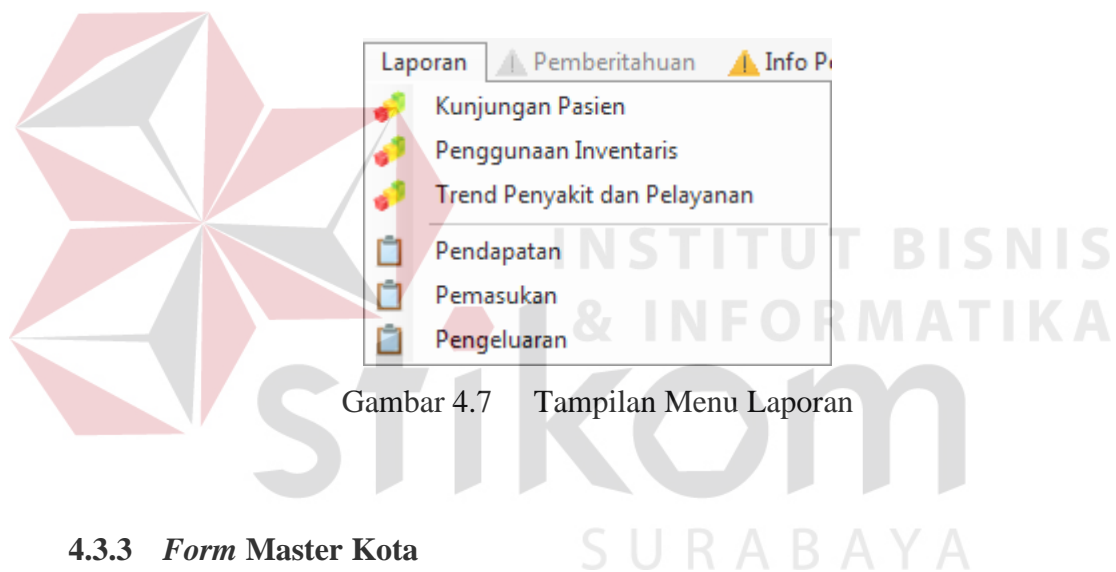 Laporan Pemberitahuan Info P
Kunjungan Pasien
Penggunaan Inventaris
Trend Penyakit dan Pelayanan
Pendapatan
Pemasukan
Pengeluaran
INSTITUT BISNIS
& INFORMATIKA
stikom
SURABAYA
Gambar 4.7 Tampilan Menu Laporan
4.3.3 Form Master Kota